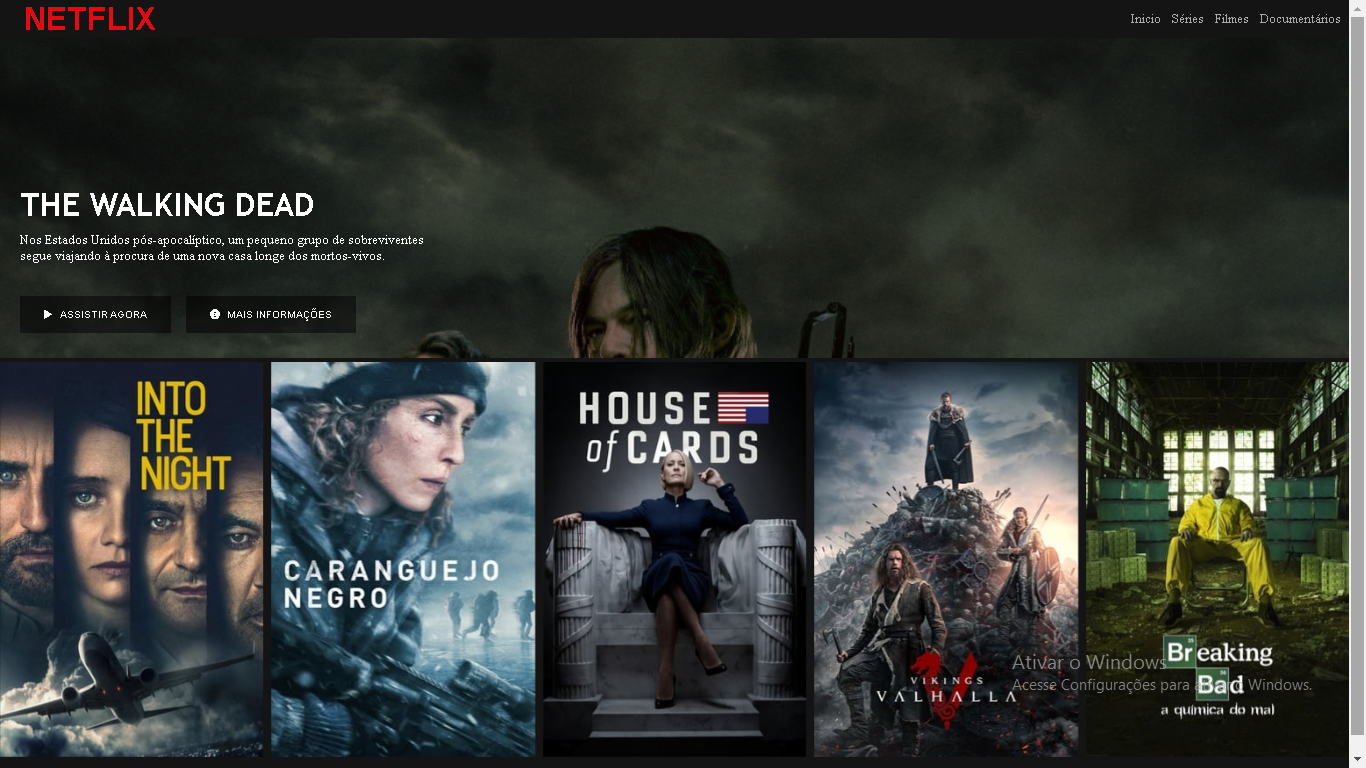 NETFLIX
Inicio Séries Filmes Documentários
THE WALKING DEAD
Nos Estados Unidos pós-apocalíptico, um pequeno grupo de sobreviventes
segue viajando à procura de uma nova casa longe dos mortos-vivos.
ASSISTIR AGORA
MAIS INFORMAÇÕES
INTO
THE
NIGHT
CARANGUEJO
NEGRO
HOUSE
of CARDS
VIKINGS
VALHALLA
Breaking
Bad
a química do mal
Ativar o Windows
Acesse Configurações para Windows.